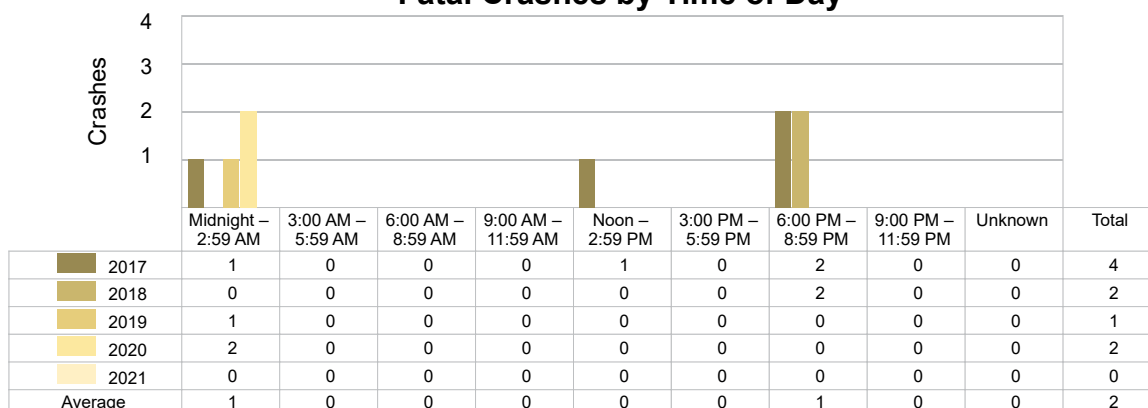 Fatal Crashes by Time of Day
Crashes
4
3
2
1
Midnight – 2:59 AM 3:00 AM – 5:59 AM 6:00 AM – 8:59 AM 9:00 AM – 11:59 AM Noon – 2:59 PM 3:00 PM – 5:59 PM 6:00 PM – 8:59 PM 9:00 PM – 11:59 PM Unknown Total
2017 1 0 0 0 1 0 2 0 0 4
2018 0 0 0 0 0 0 2 0 0 2
2019 1 0 0 0 0 0 0 0 0 1
2020 2 0 0 0 0 0 0 0 0 2
2021 0 0 0 0 0 0 0 0 0 0
Average 1 0 0 0 0 0 1 0 0 2